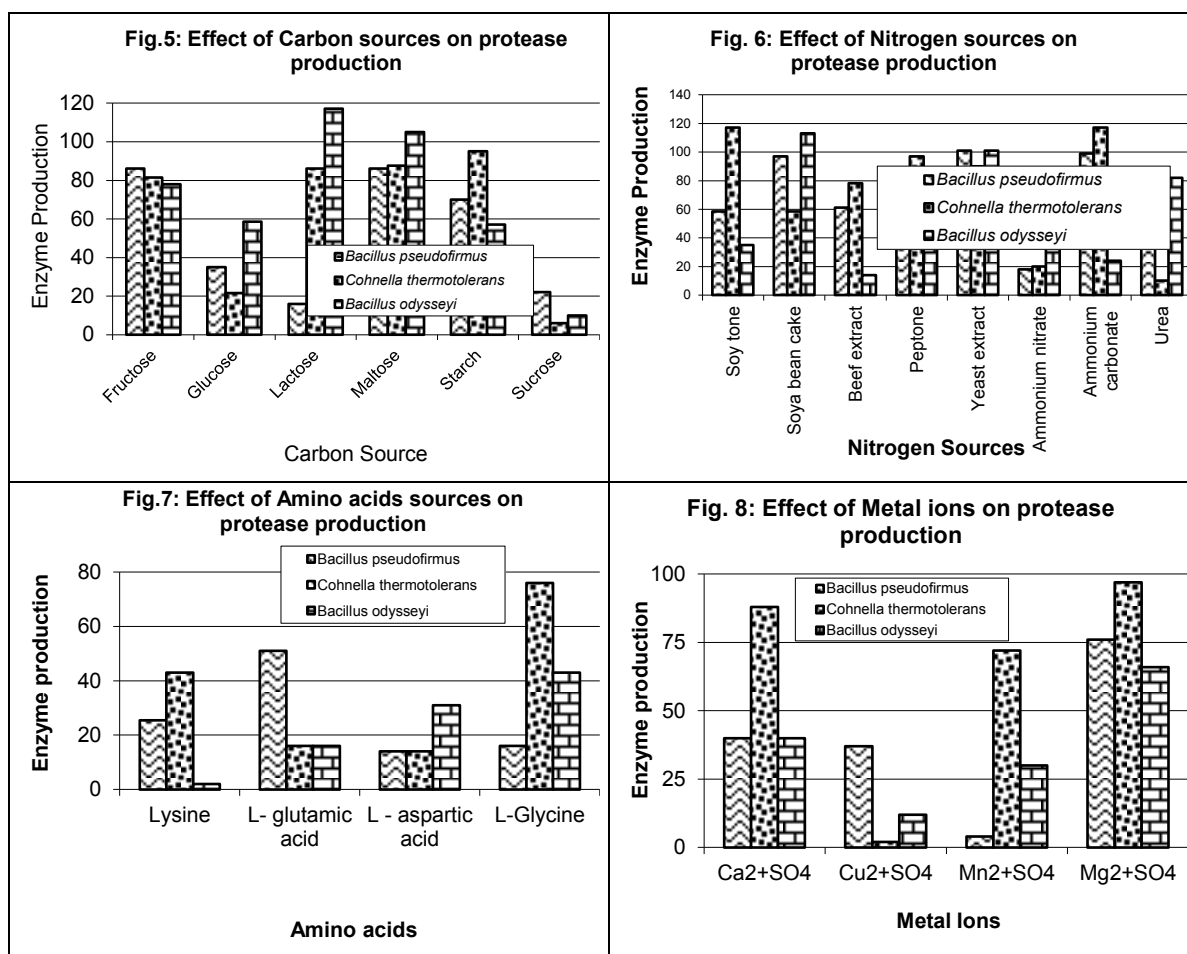 Fig.5: Effect of Carbon sources on protease
production
Enzyme Production
120
100
80
60
40
20
0
Bacillus pseudofirmus
Cohnella thermotolerans
Bacillus odysseyi
Fructose
Glucose
Lactose
Maltose
Starch
Sucrose
Carbon Source
Fig. 6: Effect of Nitrogen sources on
protease production
Enzyme Production
140
120
100
80
60
40
20
0
Bacillus pseudofirmus
Cohnella thermotolerans
Bacillus odysseyi
Soy tone
Soya bean cake
Beef extract
Peptone
Yeast extract
Ammonium nitrate
Ammonium
carbonate
Urea
Nitrogen Sources
Fig.7: Effect of Amino acids sources on
protease production
Bacillus pseudofirmus
Cohnella thermotolerans
Bacillus odysseyi
Enzyme production
80
60
40
20
0
Lysine
L- glutamic
acid
L - aspartic
acid
L-Glycine
Amino acids
Fig. 8: Effect of Metal ions on protease
production
Bacillus pseudofirmus
Cohnella thermotolerans
Bacillus odysseyi
Enzyme production
100
75
50
25
0
Ca2+SO4
Cu2+SO4
Mn2+SO4
Mg2+SO4
Metal Ions